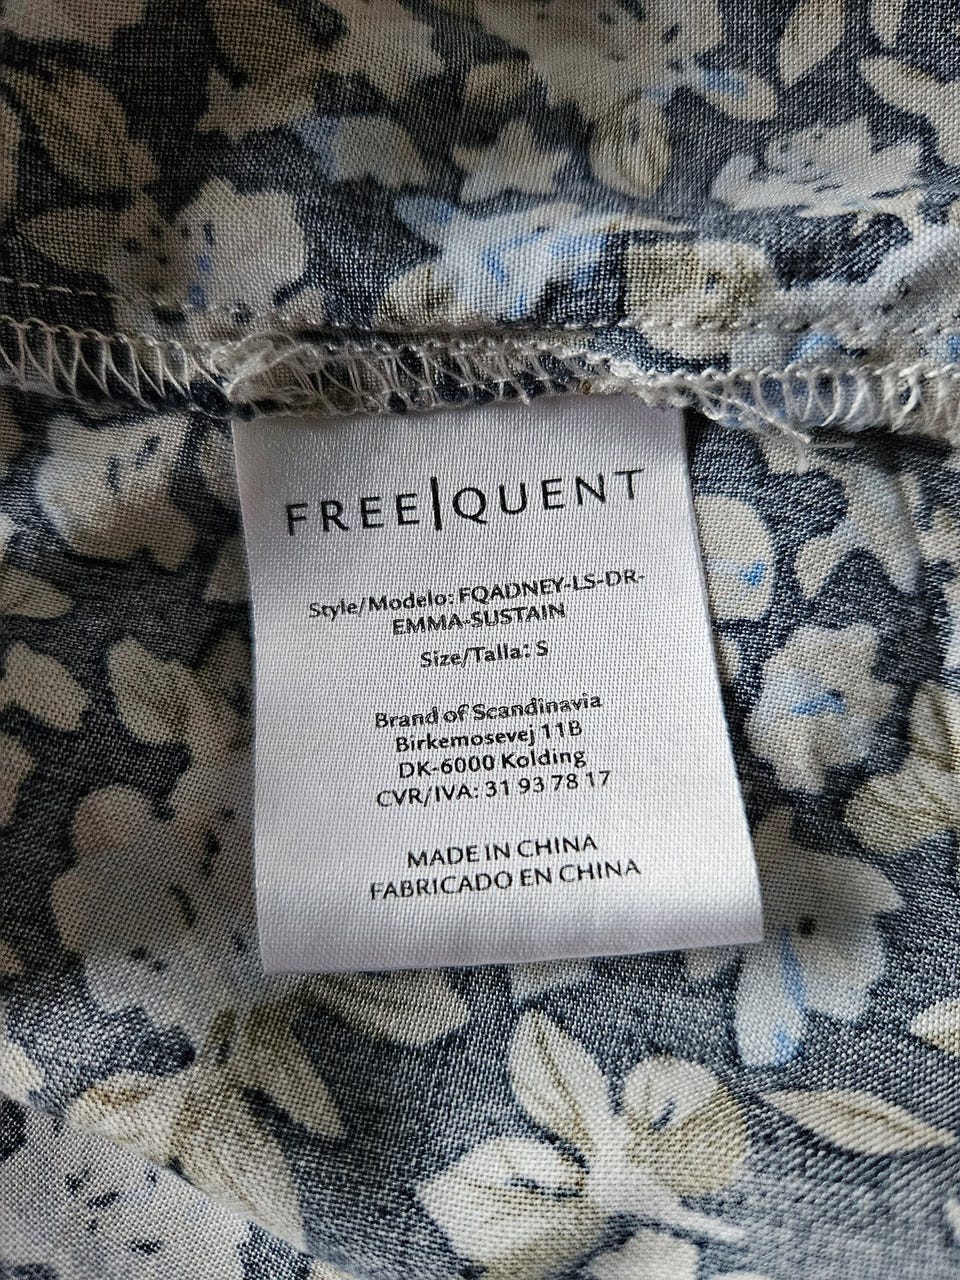 FREE|QUENT
Style/Modelo: FQADNEY-LS-DR-
EMMA-SUSTAIN
Size/Talla: S
Brand of Scandinavia
Birkemosevej 11B
DK-6000 Kolding
CVR/IVA: 31 93 78 17
MADE IN CHINA
FABRICADO EN CHINA